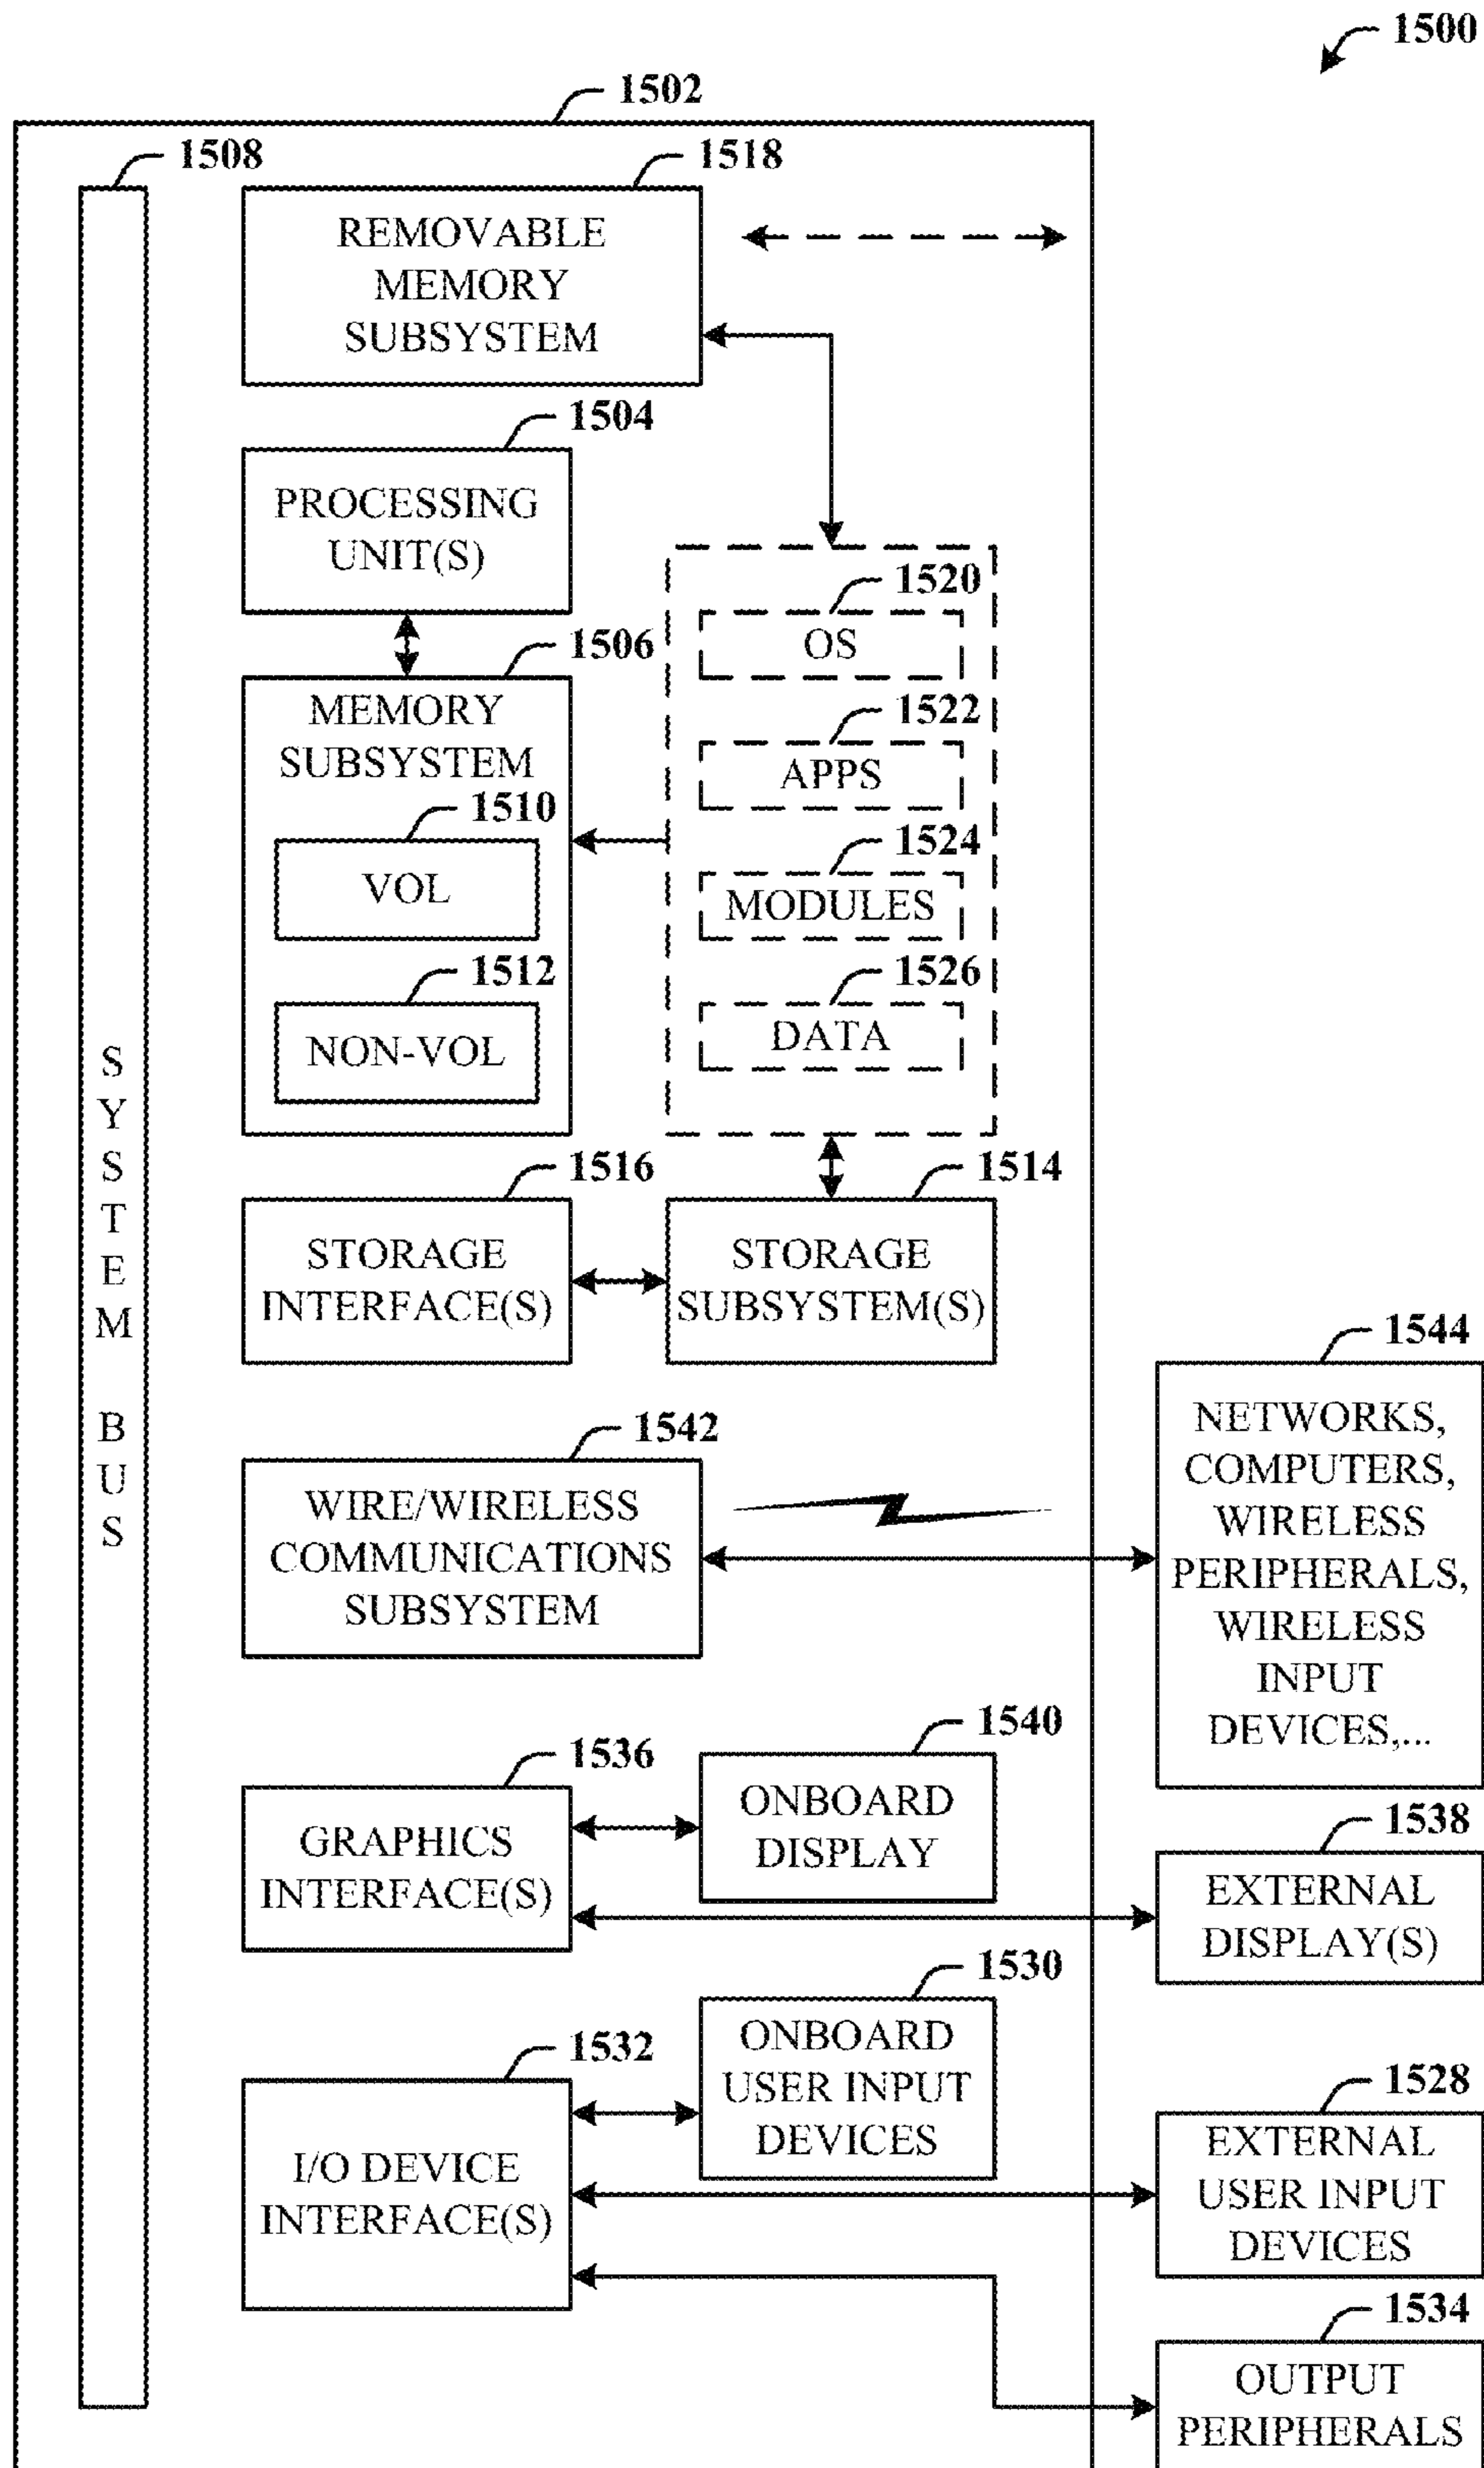 1500
1502
1508
1518
REMOVABLE
MEMORY
SUBSYSTEM
1504
PROCESSING
UNIT(S)
1506
MEMORY
SUBSYSTEM
1510
VOL
1512
NON-VOL
1520
OS
1522
APPS
1524
MODULES
1526
DATA
SYSTEM BUS
1516
STORAGE
INTERFACE(S)
1514
STORAGE
SUBSYSTEM(S)
1542
WIRE/WIRELESS
COMMUNICATIONS
SUBSYSTEM
1544
NETWORKS,
COMPUTERS,
WIRELESS
PERIPHERALS,
WIRELESS
INPUT
DEVICES,...
1536
GRAPHICS
INTERFACE(S)
1540
ONBOARD
DISPLAY
1538
EXTERNAL
DISPLAY(S)
1532
I/O DEVICE
INTERFACE(S)
1530
ONBOARD
USER INPUT
DEVICES
1528
EXTERNAL
USER INPUT
DEVICES
1534
OUTPUT
PERIPHERALS